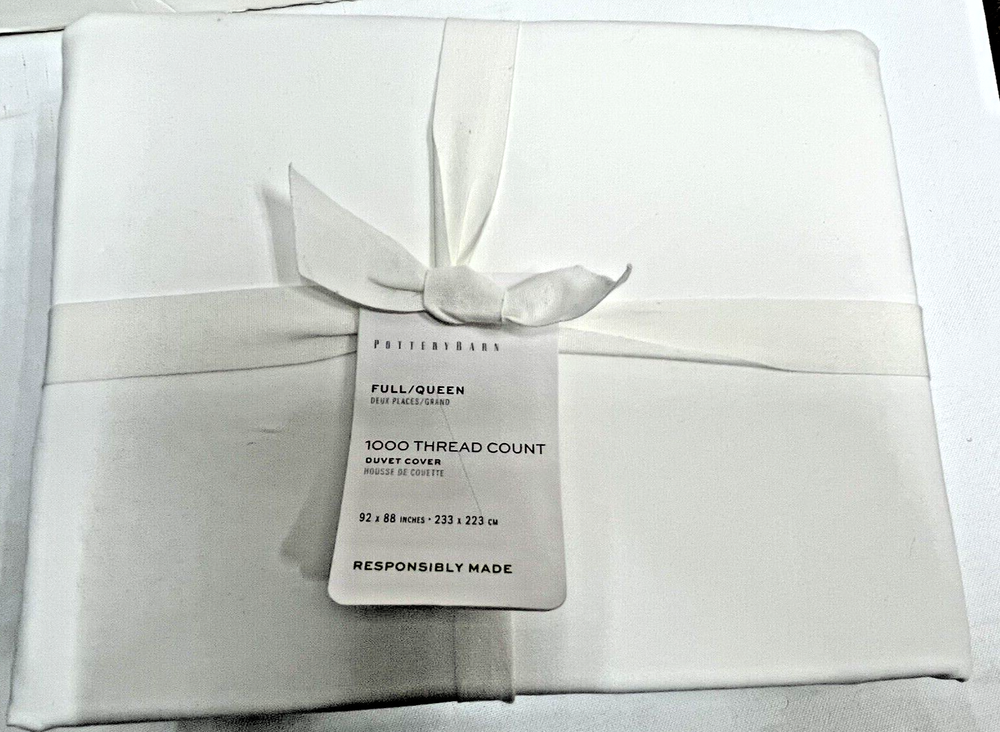 POTTERYBARN
FULL/QUEEN
DEUX PLACES/GRAND
1000 THREAD COUNT
DUVET COVER
HOUSSE DE COUETTE
92 x 88 INCHES • 233 x 223 CM
RESPONSIBLY MADE